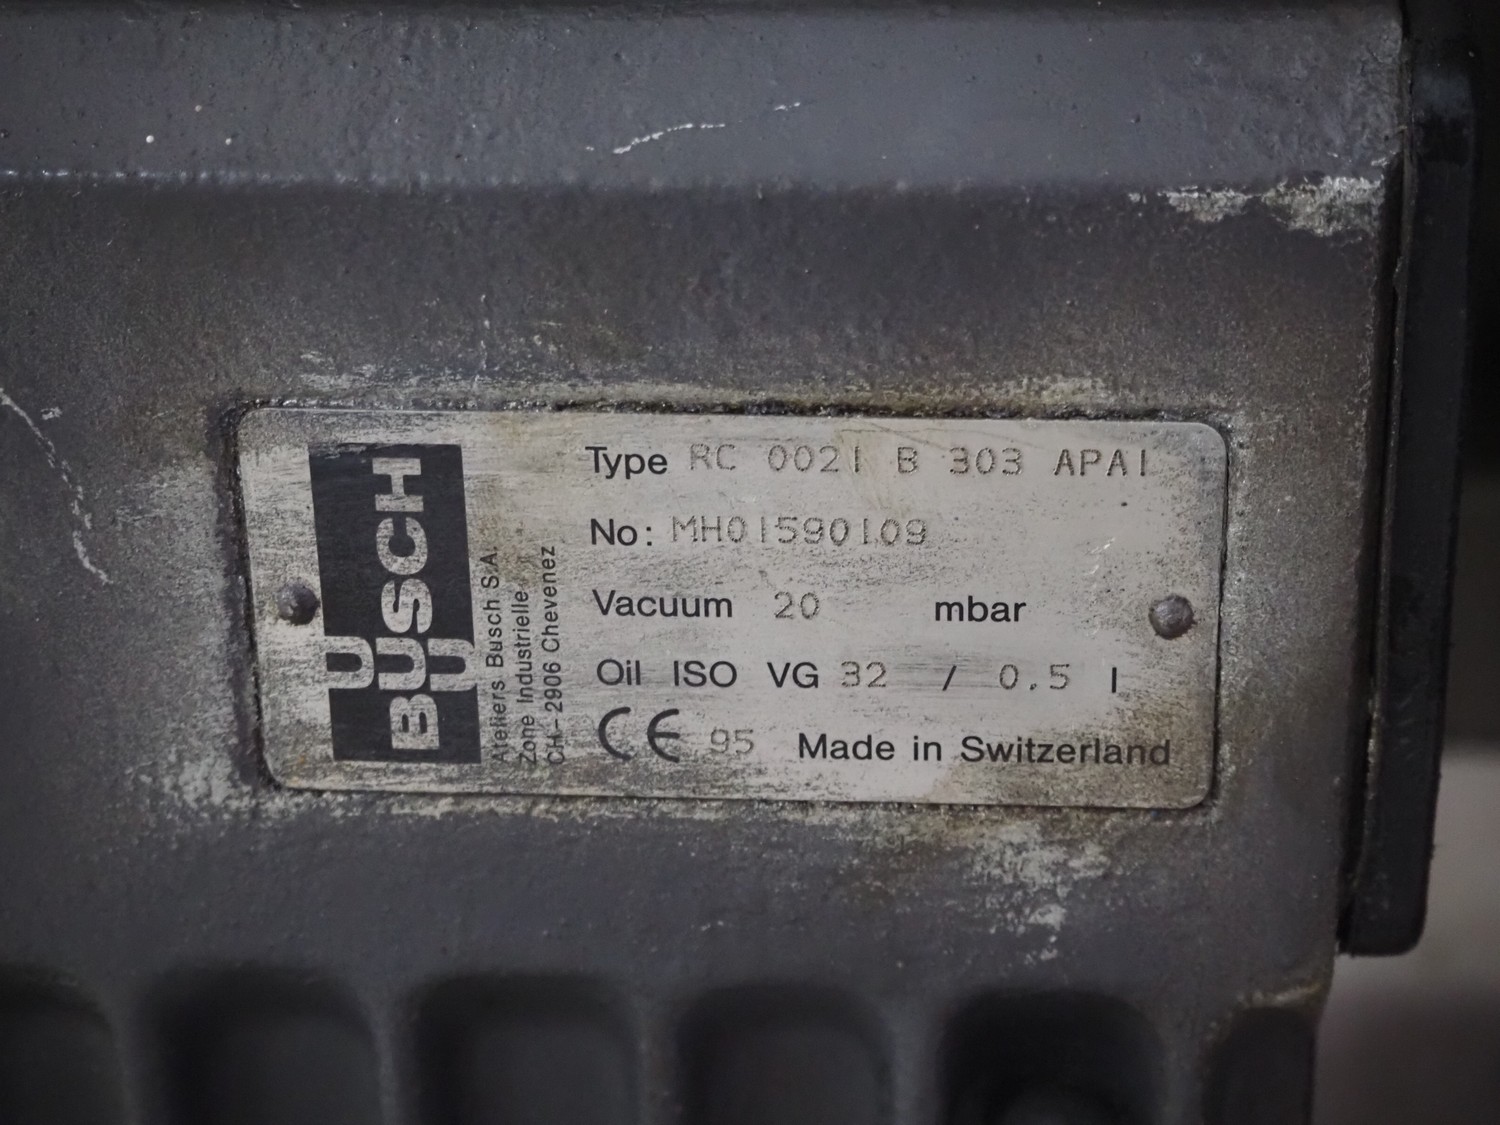 BUSCH
Ateliers Busch S.A.
Zone Industrielle
CH-2906 Chevenez
Type RC 0021 B 303 APA1
No: MH01590109
Vacuum 20 mbar
Oil ISO VG 32 / 0.5 l
CE 95 Made in Switzerland